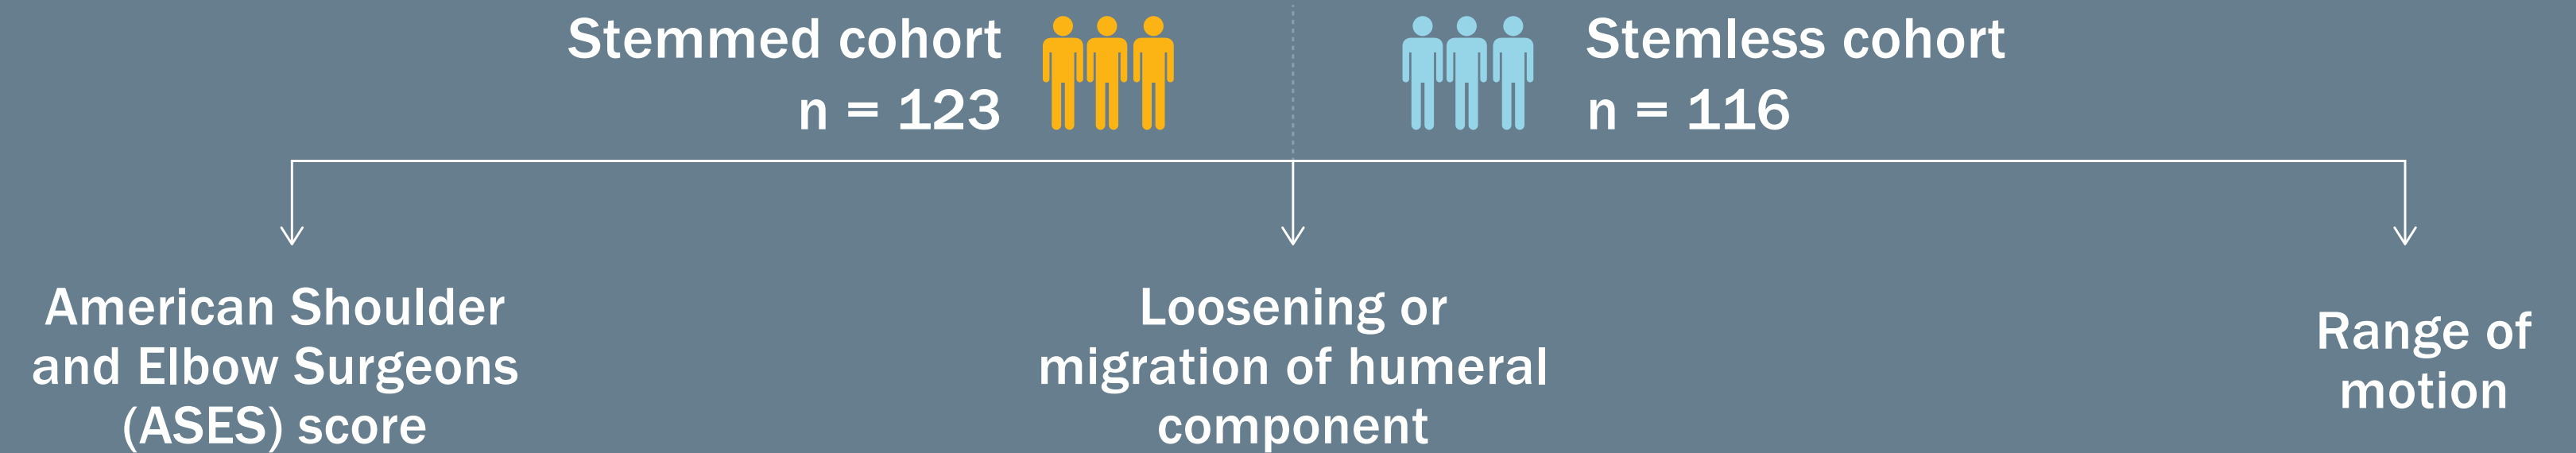 Stemmed cohort
n = 123
Stemless cohort
n = 116
American Shoulder
and Elbow Surgeons
(ASES) score
Loosening or
migration of humeral
component
Range of
motion